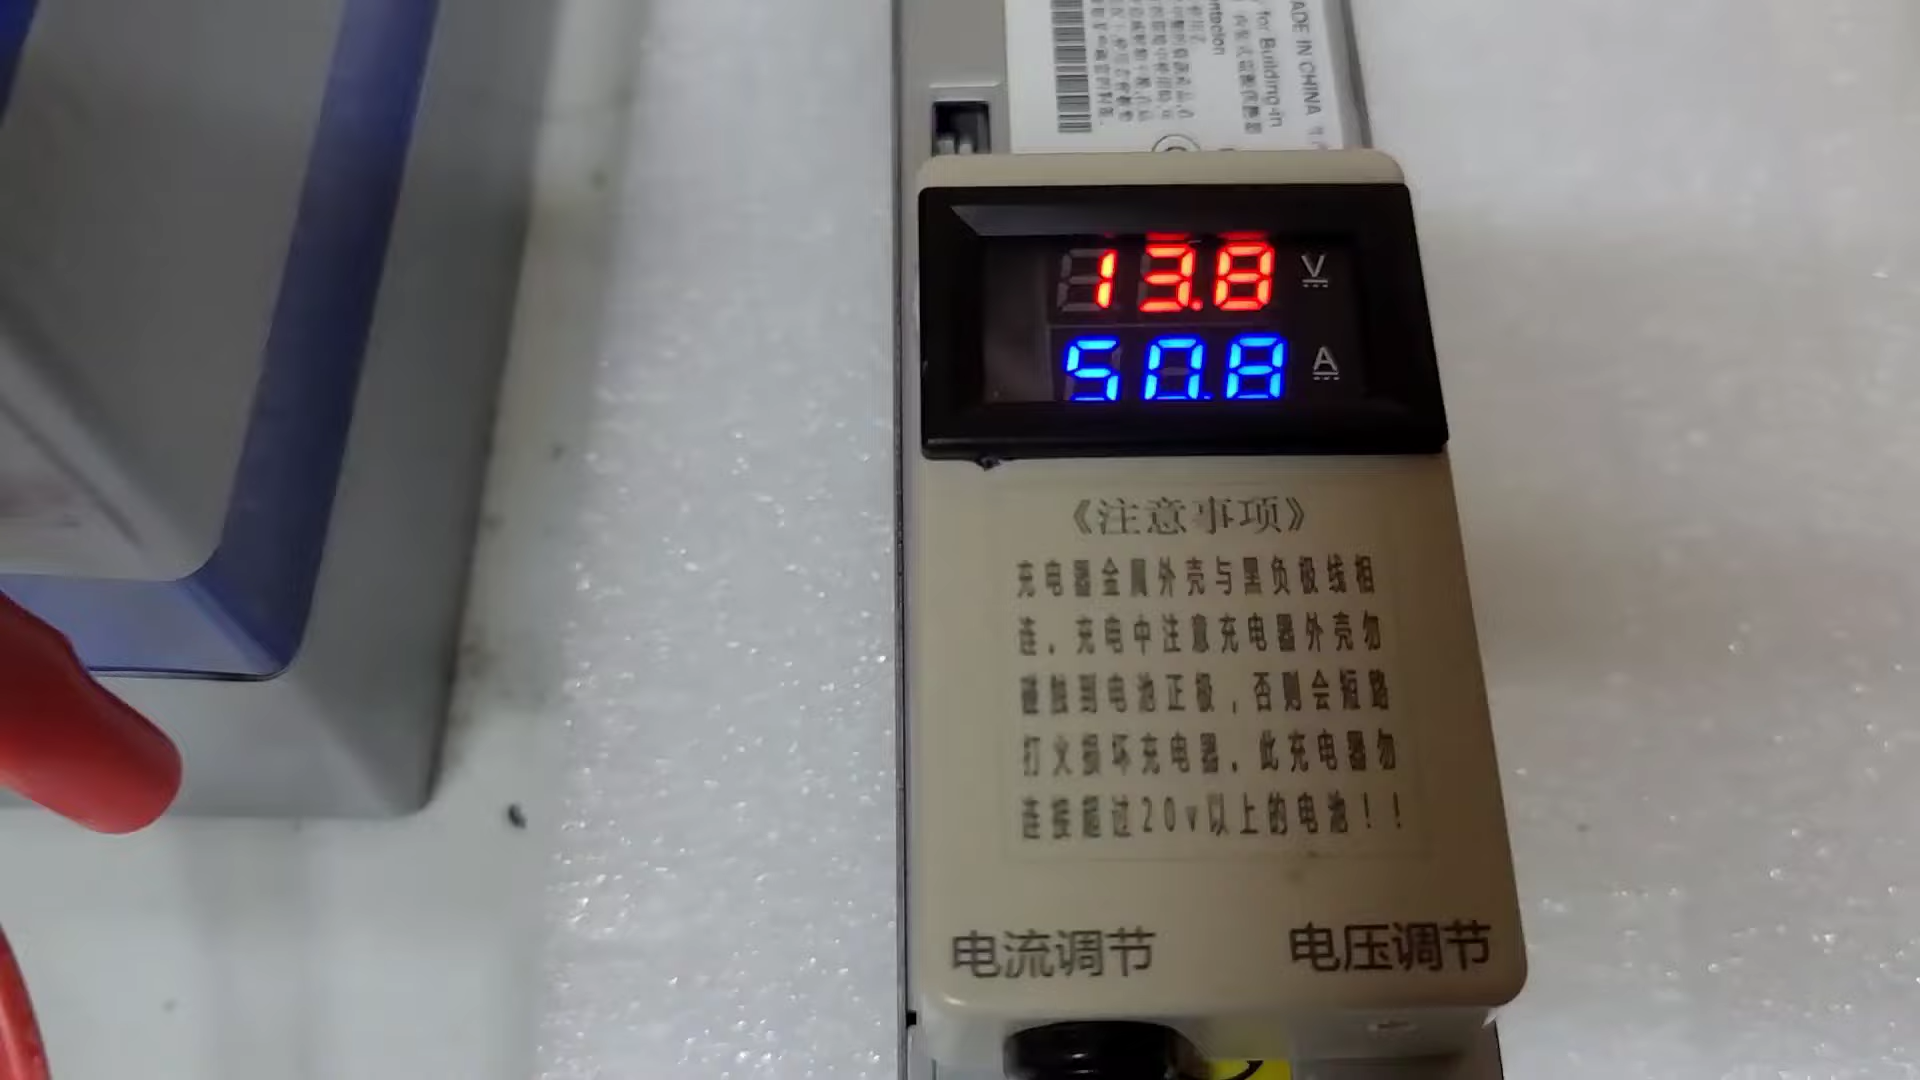 MADE IN CHINA
for Building-in
13.8 V
50.8 A
《注意事项》
充电器金属外壳与黑负极线相
连，充电中注意充电器外壳勿
碰触到电池正极，否则会短路
打火损坏充电器，此充电器勿
连接超过20v以上的电池！！
电流调节 电压调节